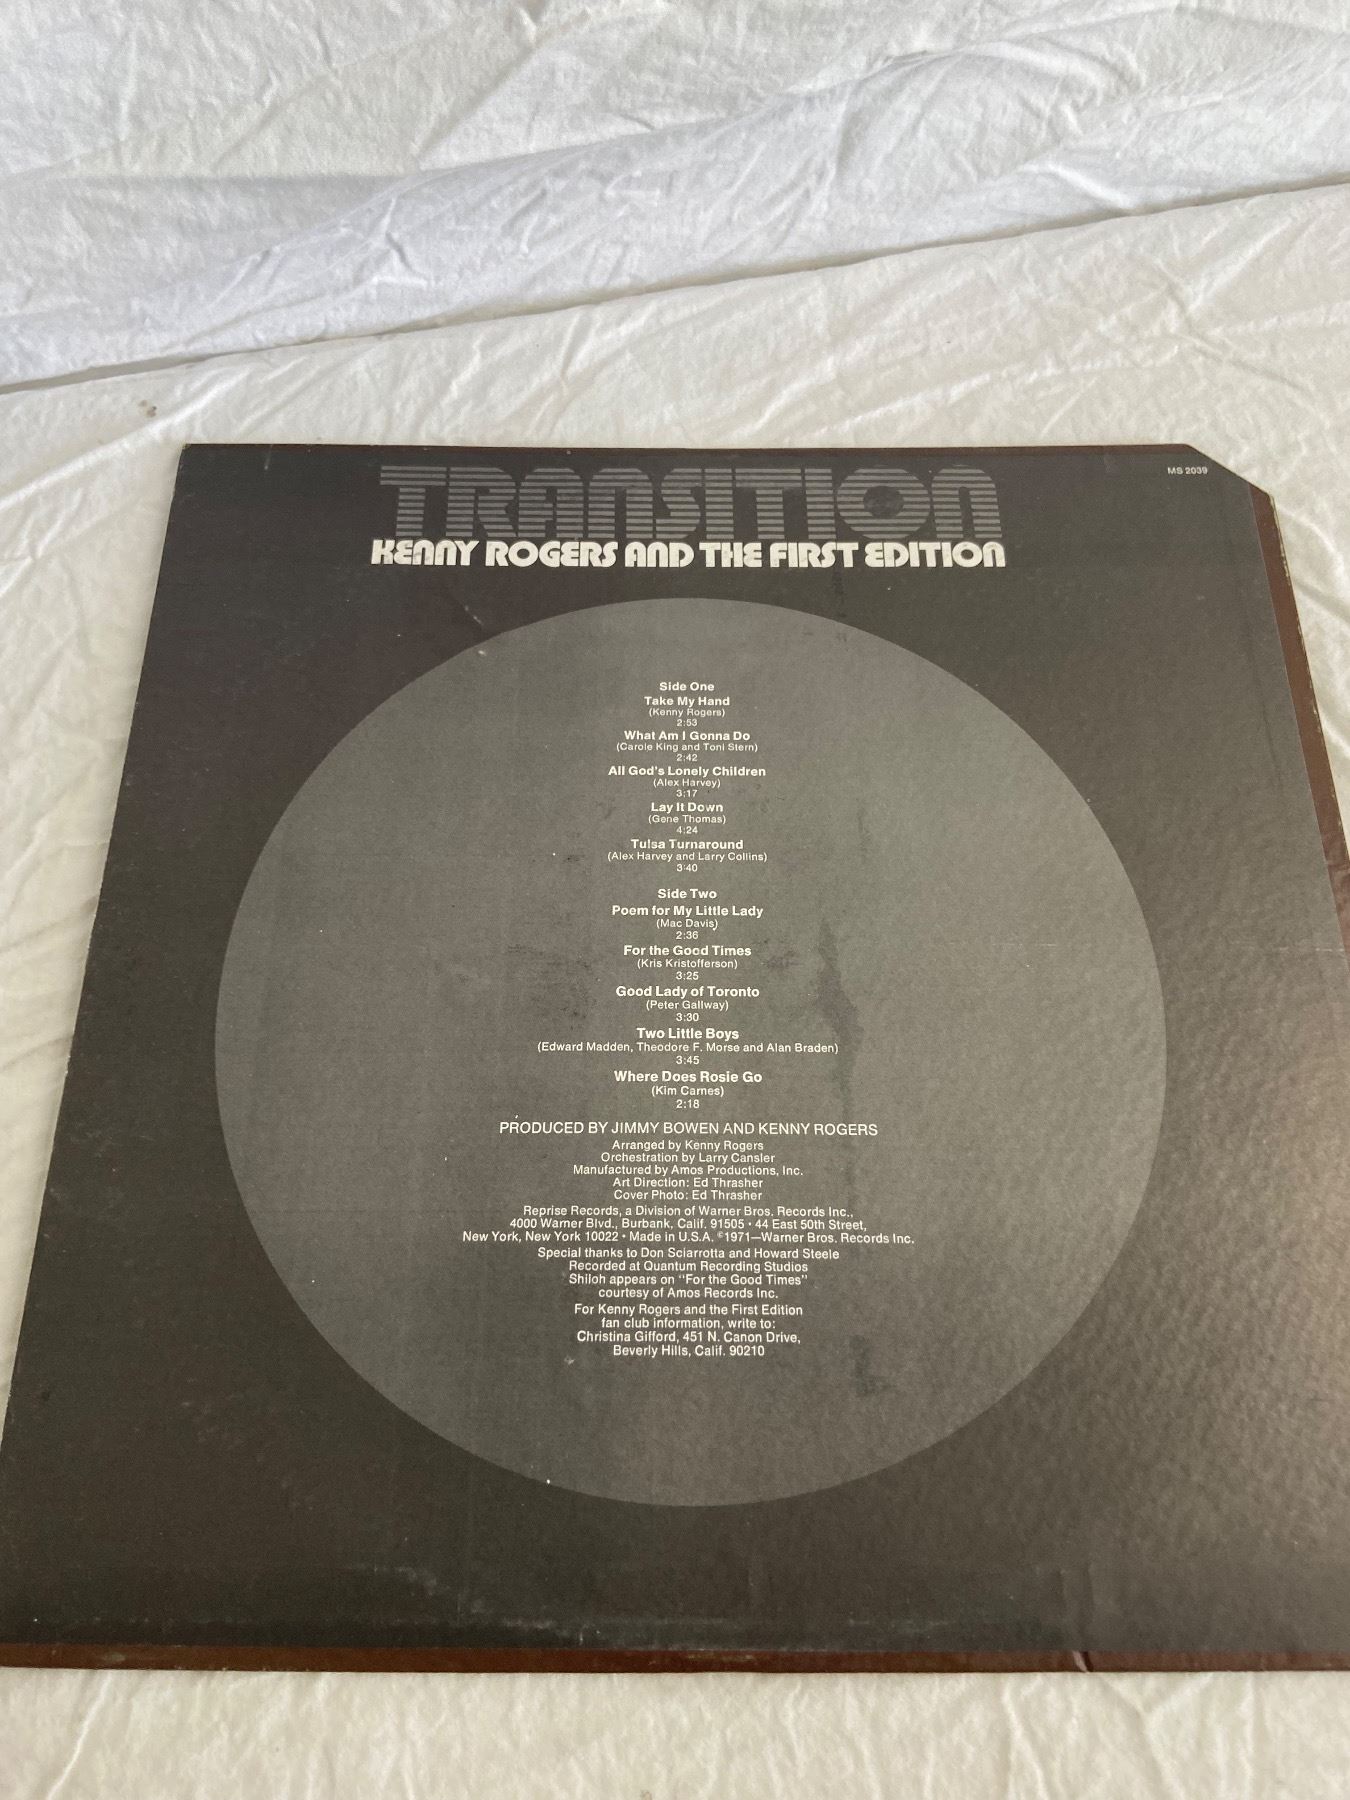 MS 2039
TRANSITION
KENNY ROGERS AND THE FIRST EDITION
Side One
Take My Hand
(Kenny Rogers)
2:53
What Am I Gonna Do
(Carole King and Toni Stern)
2:42
All God's Lonely Children
(Alex Harvey)
3:17
Lay It Down
(Gene Thomas)
4:24
Tulsa Turnaround
(Alex Harvey and Larry Collins)
3:40
Side Two
Poem for My Little Lady
(Mac Davis)
2:36
For the Good Times
(Kris Kristofferson)
3:25
Good Lady of Toronto
(Peter Gallway)
3:30
Two Little Boys
(Edward Madden, Theodore F. Morse and Alan Braden)
3:45
Where Does Rosie Go
(Kim Carnes)
2:18
PRODUCED BY JIMMY BOWEN AND KENNY ROGERS
Arranged by Kenny Rogers
Orchestration by Larry Cansler
Manufactured by Amos Productions, Inc.
Art Direction: Ed Thrasher
Cover Photo: Ed Thrasher
Reprise Records, a Division of Warner Bros. Records Inc.,
4000 Warner Blvd., Burbank, Calif. 91505 • 44 East 50th Street,
New York, New York 10022 • Made in U.S.A. ©1971—Warner Bros. Records Inc.
Special thanks to Don Sciarrotta and Howard Steele
Recorded at Quantum Recording Studios
Shiloh appears on "For the Good Times"
courtesy of Amos Records Inc.
For Kenny Rogers and the First Edition
fan club information, write to:
Christina Gifford, 451 N. Canon Drive,
Beverly Hills, Calif. 90210